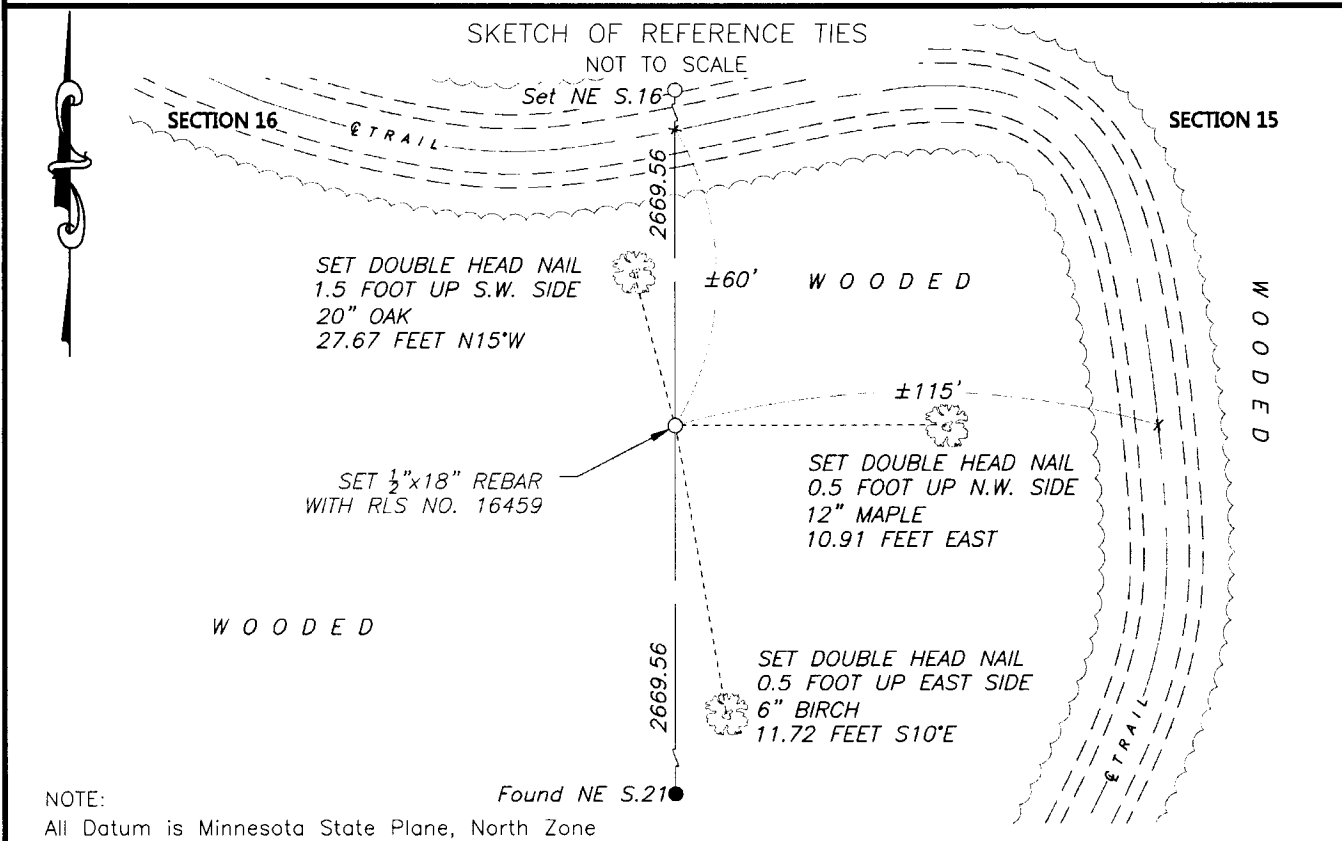 SKETCH OF REFERENCE TIES
NOT TO SCALE
Set NE S.16
SECTION 16
℄ TRAIL
SECTION 15
2669.56
SET DOUBLE HEAD NAIL
1.5 FOOT UP S.W. SIDE
20" OAK
27.67 FEET N15°W
±60'
WOODED
WOODED
±115'
SET DOUBLE HEAD NAIL
0.5 FOOT UP N.W. SIDE
12" MAPLE
10.91 FEET EAST
SET ½"x18" REBAR
WITH RLS NO. 16459
WOODED
2669.56
SET DOUBLE HEAD NAIL
0.5 FOOT UP EAST SIDE
6" BIRCH
11.72 FEET S10°E
℄ TRAIL
Found NE S.21
NOTE:
All Datum is Minnesota State Plane, North Zone